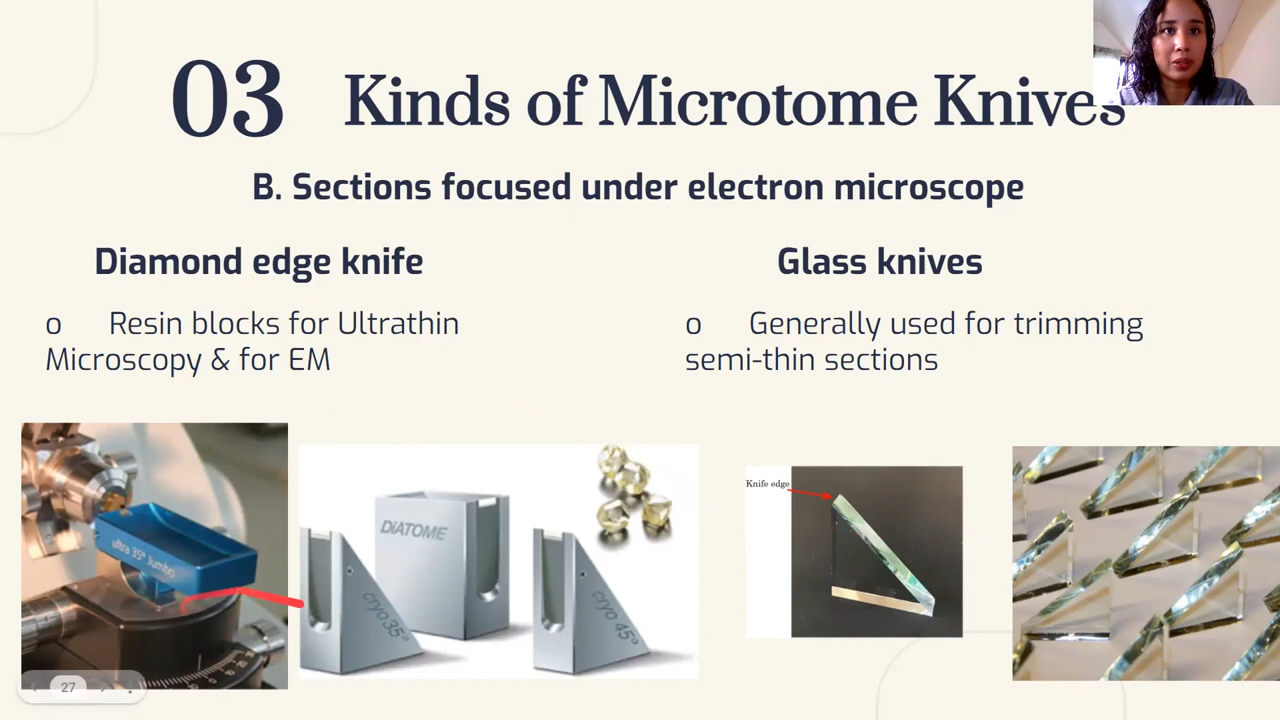 03 Kinds of Microtome Knives
B. Sections focused under electron microscope
Diamond edge knife
o Resin blocks for Ultrathin
Microscopy & for EM
Glass knives
o Generally used for trimming
semi-thin sections
ultra 35° Jumbo
DiATOME
cryo 35°
cryo 45°
Knife edge
27